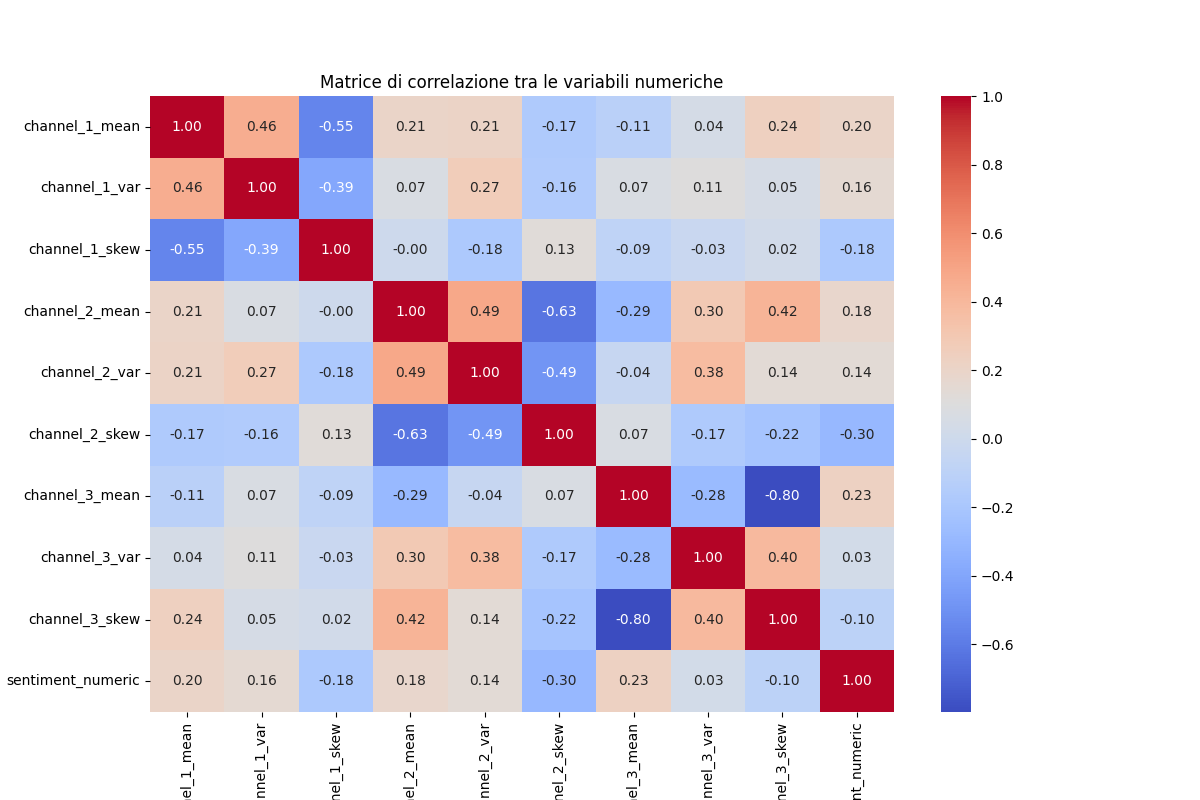 Matrice di correlazione tra le variabili numeriche
channel_1_mean 1.00 0.46 -0.55 0.21 0.21 -0.17 -0.11 0.04 0.24 0.20
channel_1_var 0.46 1.00 -0.39 0.07 0.27 -0.16 0.07 0.11 0.05 0.16
channel_1_skew -0.55 -0.39 1.00 -0.00 -0.18 0.13 -0.09 -0.03 0.02 -0.18
channel_2_mean 0.21 0.07 -0.00 1.00 0.49 -0.63 -0.29 0.30 0.42 0.18
channel_2_var 0.21 0.27 -0.18 0.49 1.00 -0.49 -0.04 0.38 0.14 0.14
channel_2_skew -0.17 -0.16 0.13 -0.63 -0.49 1.00 0.07 -0.17 -0.22 -0.30
channel_3_mean -0.11 0.07 -0.09 -0.29 -0.04 0.07 1.00 -0.28 -0.80 0.23
channel_3_var 0.04 0.11 -0.03 0.30 0.38 -0.17 -0.28 1.00 0.40 0.03
channel_3_skew 0.24 0.05 0.02 0.42 0.14 -0.22 -0.80 0.40 1.00 -0.10
sentiment_numeric 0.20 0.16 -0.18 0.18 0.14 -0.30 0.23 0.03 -0.10 1.00
nel_1_mean
nnel_1_var
nel_1_skew
nel_2_mean
nnel_2_var
nel_2_skew
nel_3_mean
nnel_3_var
nel_3_skew
nt_numeric
1.0
0.8
0.6
0.4
0.2
0.0
−0.2
−0.4
−0.6